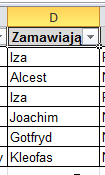 D
Zamawiają
Iza
Alcest
Iza
Joachim
Gotfryd
Kleofas